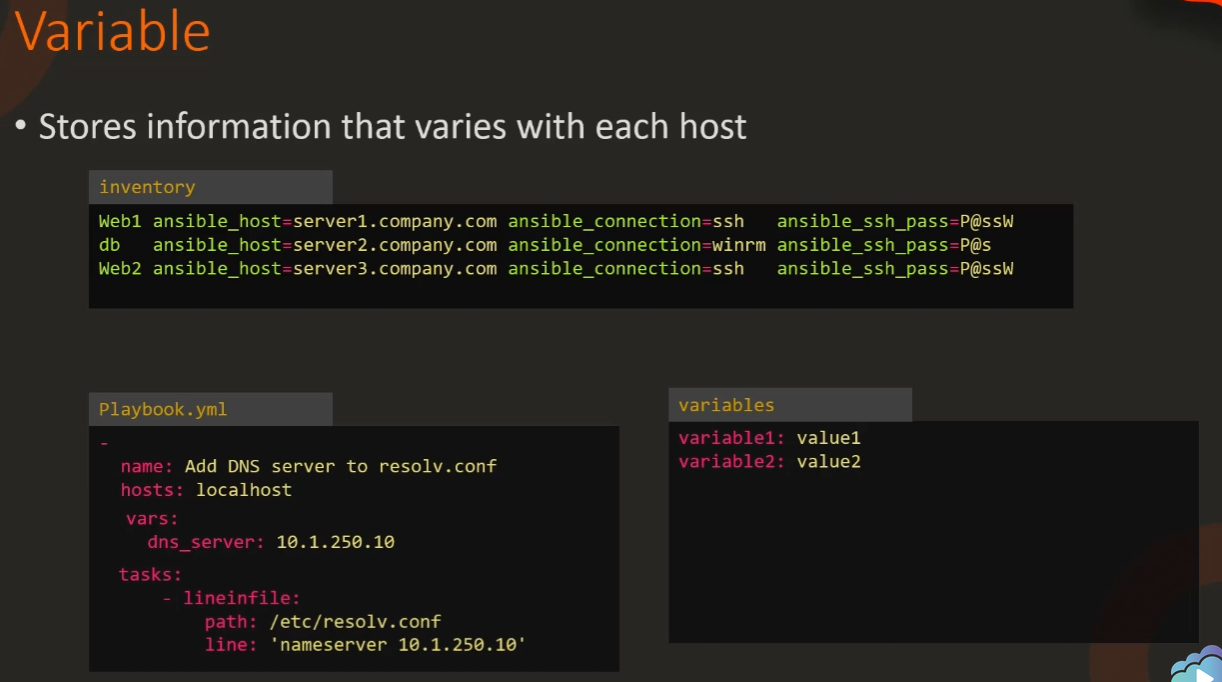 Variable
• Stores information that varies with each host
inventory
Web1 ansible_host=server1.company.com ansible_connection=ssh ansible_ssh_pass=P@ssW
db ansible_host=server2.company.com ansible_connection=winrm ansible_ssh_pass=P@s
Web2 ansible_host=server3.company.com ansible_connection=ssh ansible_ssh_pass=P@ssW
Playbook.yml
-
name: Add DNS server to resolv.conf
hosts: localhost
vars:
dns_server: 10.1.250.10
tasks:
- lineinfile:
path: /etc/resolv.conf
line: 'nameserver 10.1.250.10'
variables
variable1: value1
variable2: value2